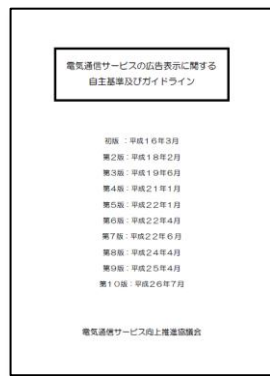 電気通信サービスの広告表示に関する
自主基準及びガイドライン
初版 ：平成16年3月
第2版：平成18年2月
第3版：平成19年6月
第4版：平成21年1月
第5版：平成22年1月
第6版：平成22年4月
第7版：平成22年6月
第8版：平成24年4月
第9版：平成25年4月
第10版：平成26年7月
電気通信サービス向上推進協議会